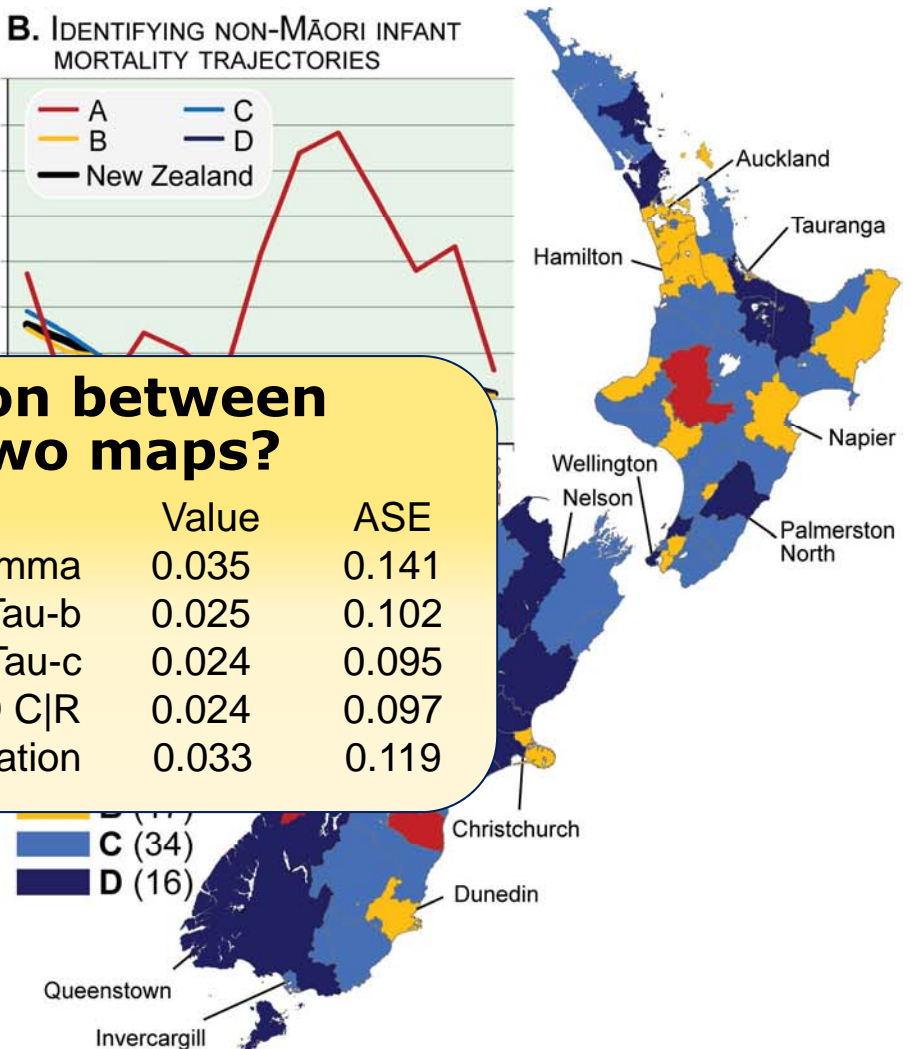 B. IDENTIFYING NON-MĀORI INFANT
MORTALITY TRAJECTORIES
A
C
B
D
New Zealand
Auckland
Tauranga
Hamilton
Napier
Wellington
Nelson
Palmerston
North
on between
wo maps?
Value ASE
mma 0.035 0.141
Tau-b 0.025 0.102
Tau-c 0.024 0.095
C|R 0.024 0.097
ation 0.033 0.119
C (34)
D (16)
Christchurch
Dunedin
Queenstown
Invercargill